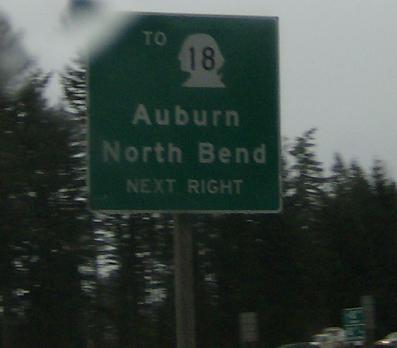 TO 18
Auburn
North Bend
NEXT RIGHT